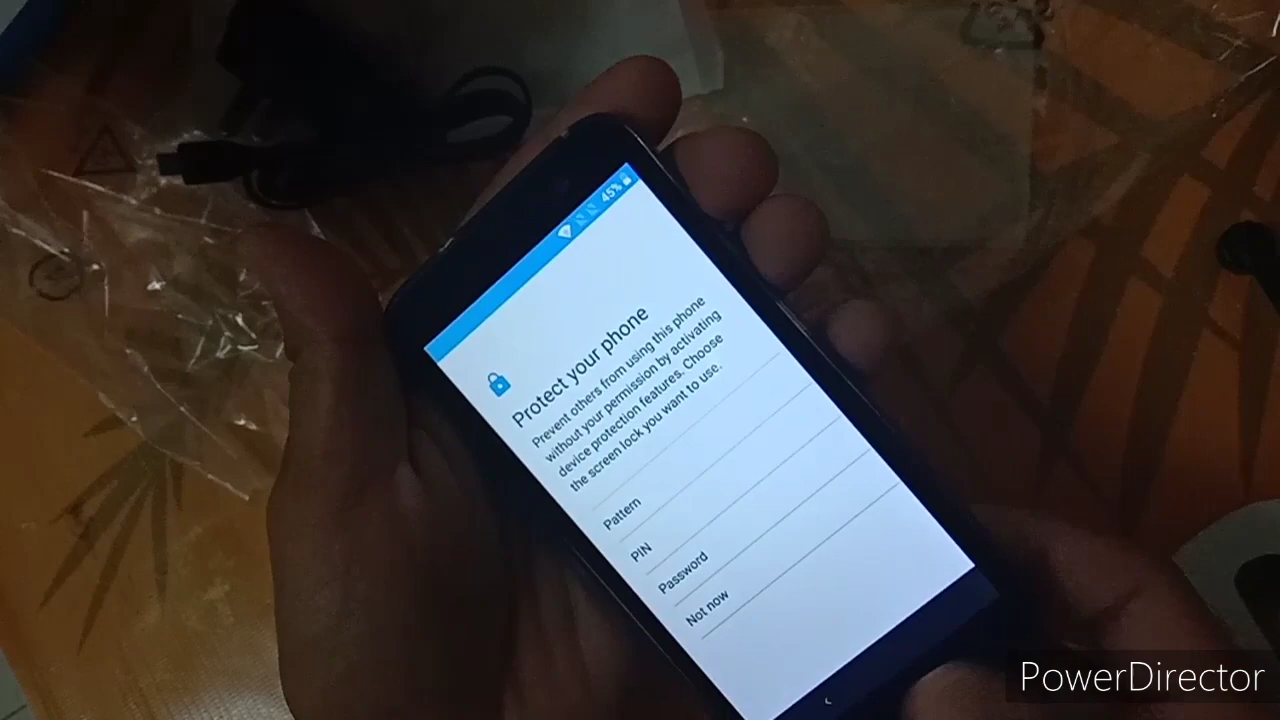 45%
Protect your phone
Prevent others from using this phone
without your permission by activating
device protection features. Choose
the screen lock you want to use.
Pattern
PIN
Password
Not now
PowerDirector